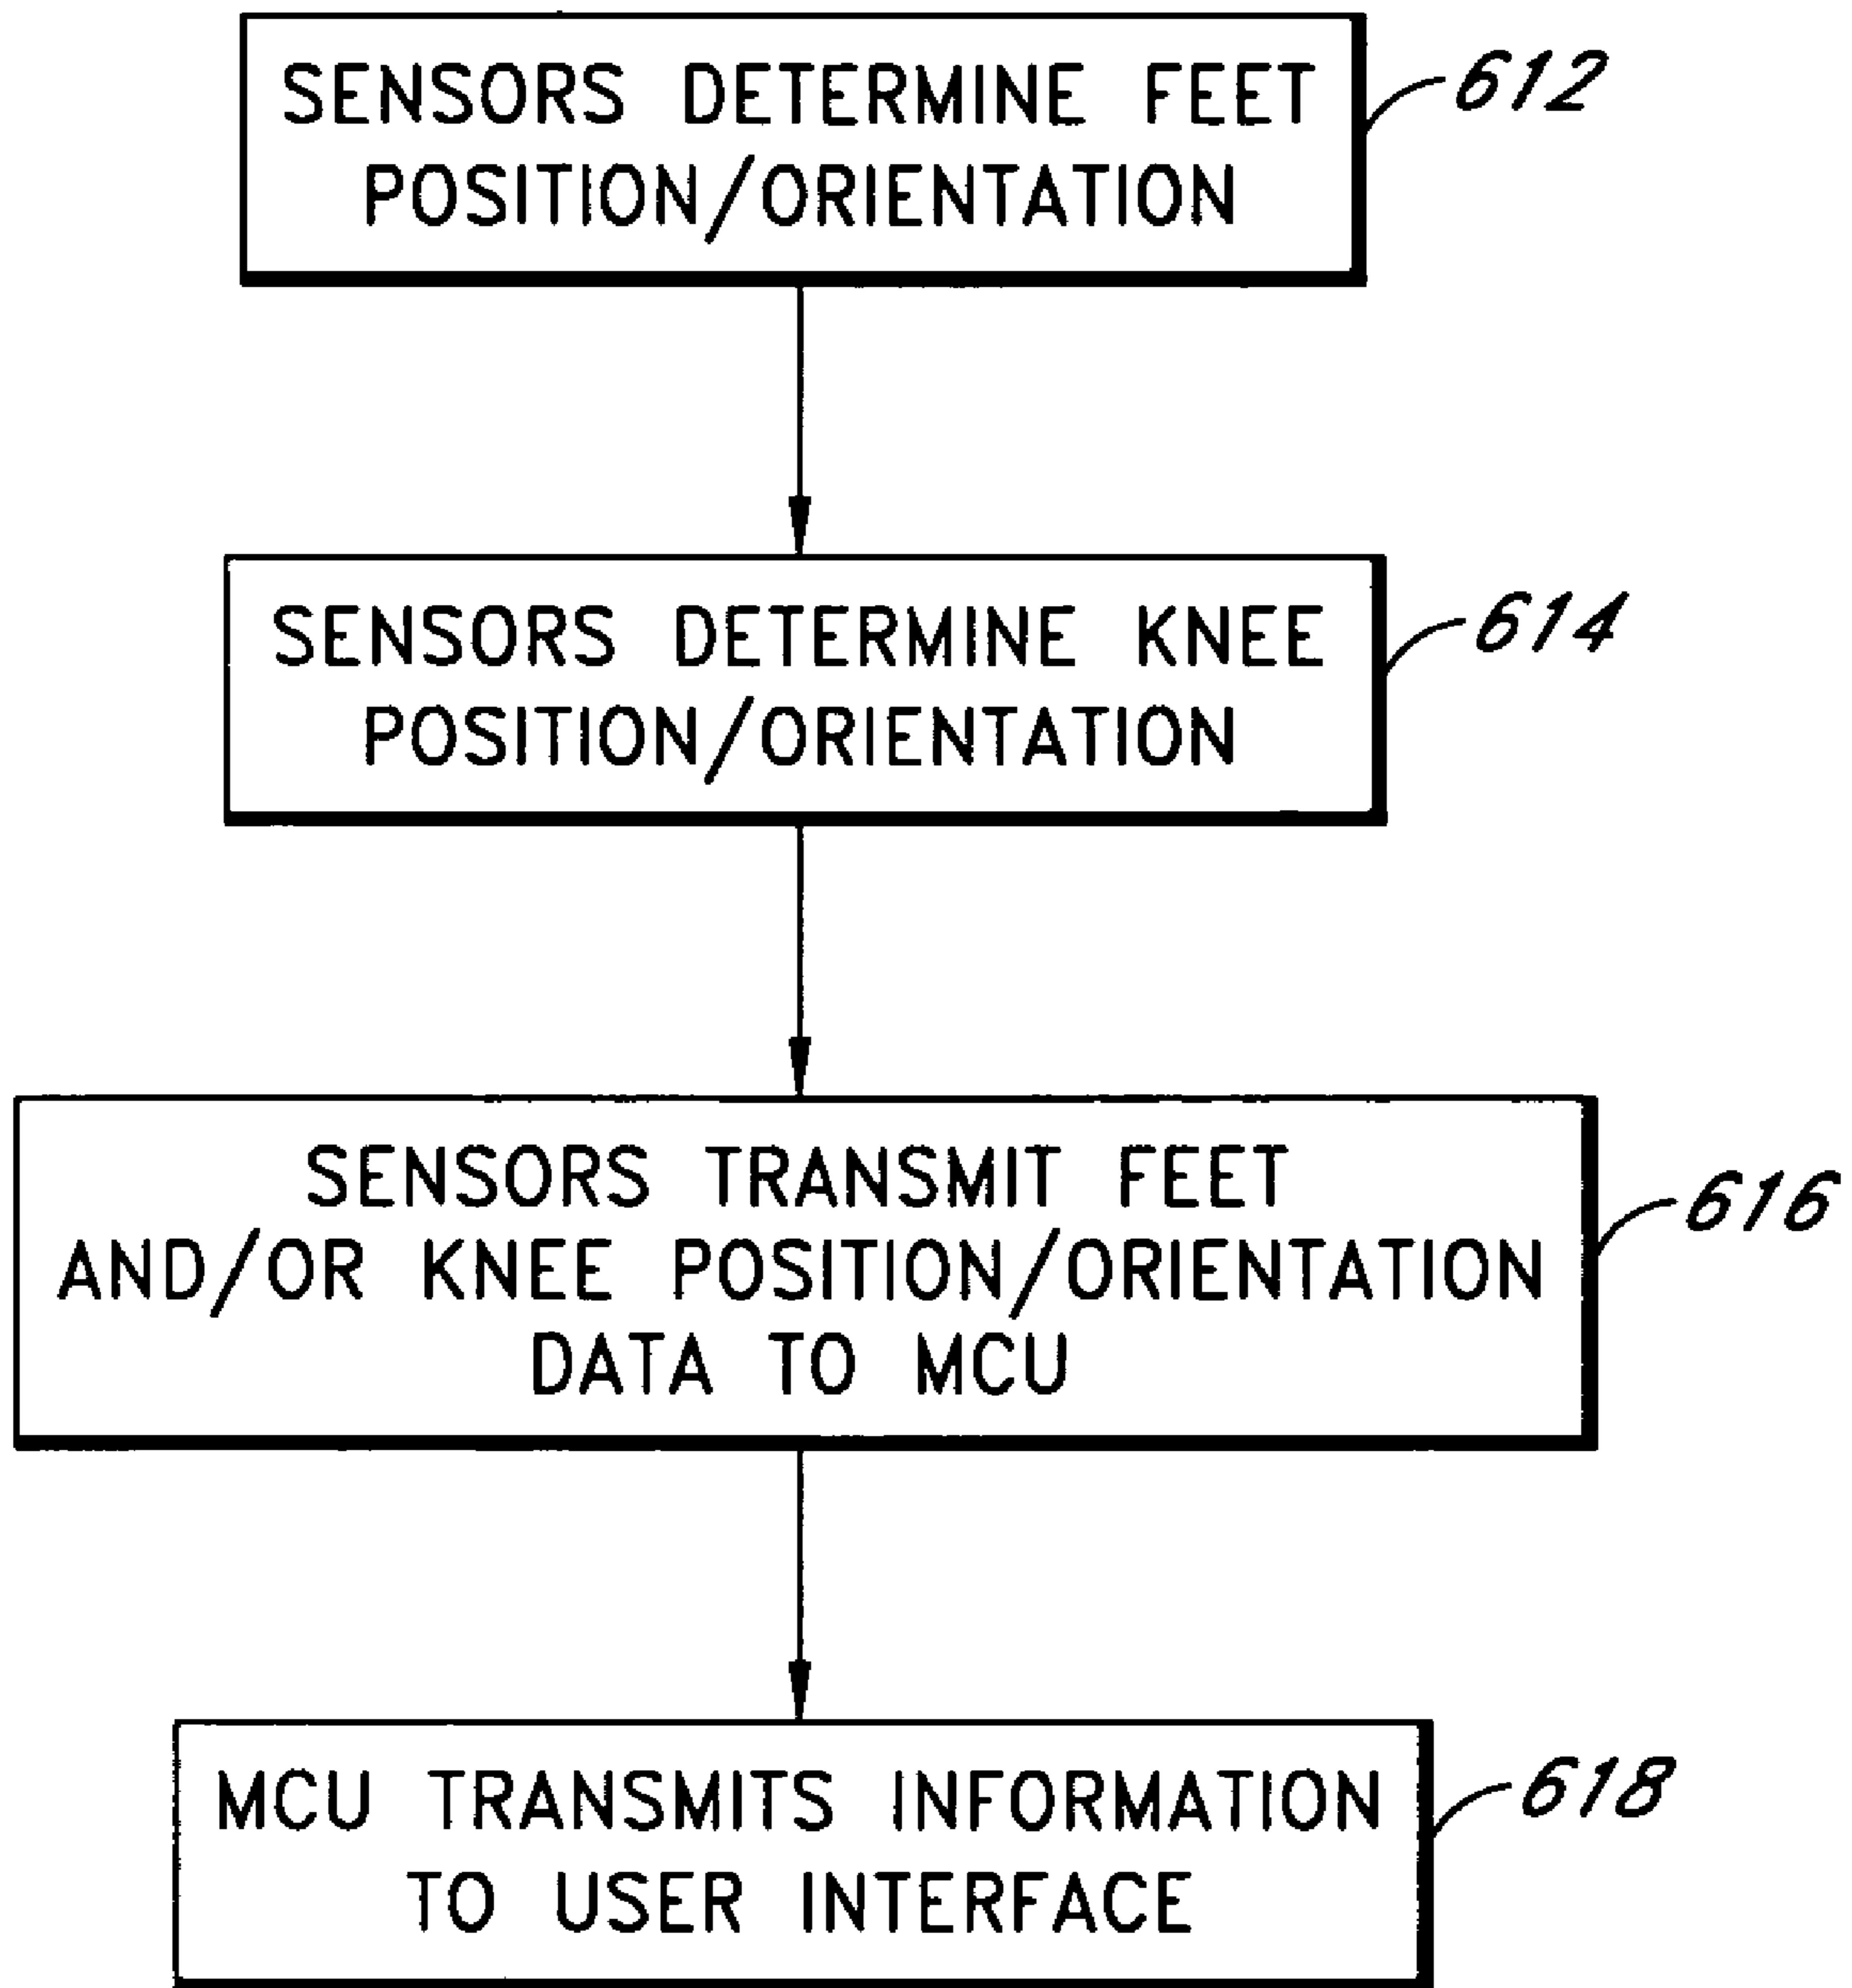 SENSORS DETERMINE FEET
POSITION/ORIENTATION
612
SENSORS DETERMINE KNEE
POSITION/ORIENTATION
614
SENSORS TRANSMIT FEET
AND/OR KNEE POSITION/ORIENTATION
DATA TO MCU
616
MCU TRANSMITS INFORMATION
TO USER INTERFACE
618